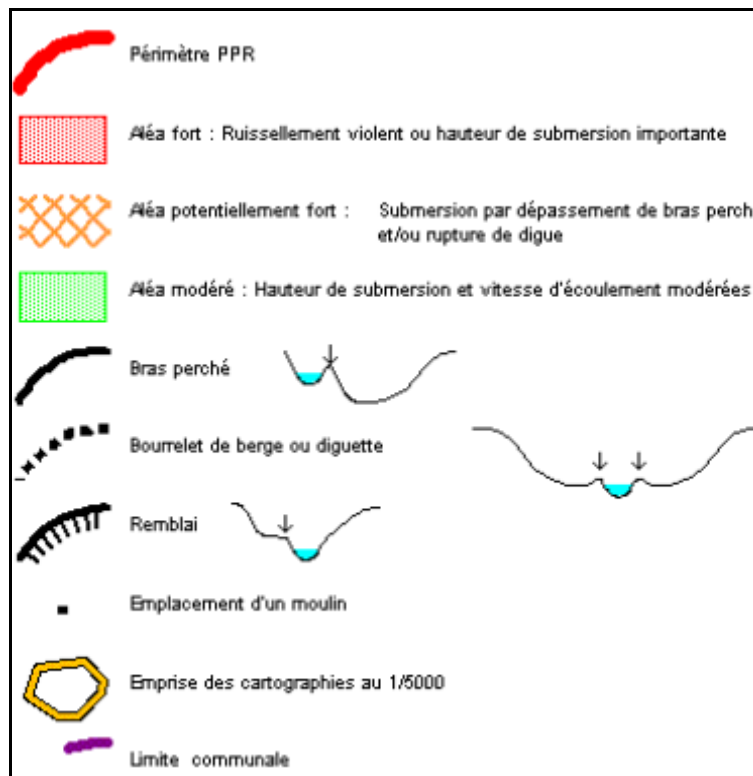 Périmètre PPR
Aléa fort : Ruissellement violent ou hauteur de submersion importante
Aléa potentiellement fort : Submersion par dépassement de bras perch
et/ou rupture de digue
Aléa modéré : Hauteur de submersion et vitesse d'écoulement modérées
Bras perché
Bourrelet de berge ou diguette
Remblai
Emplacement d'un moulin
Emprise des cartographies au 1/5000
Limite communale